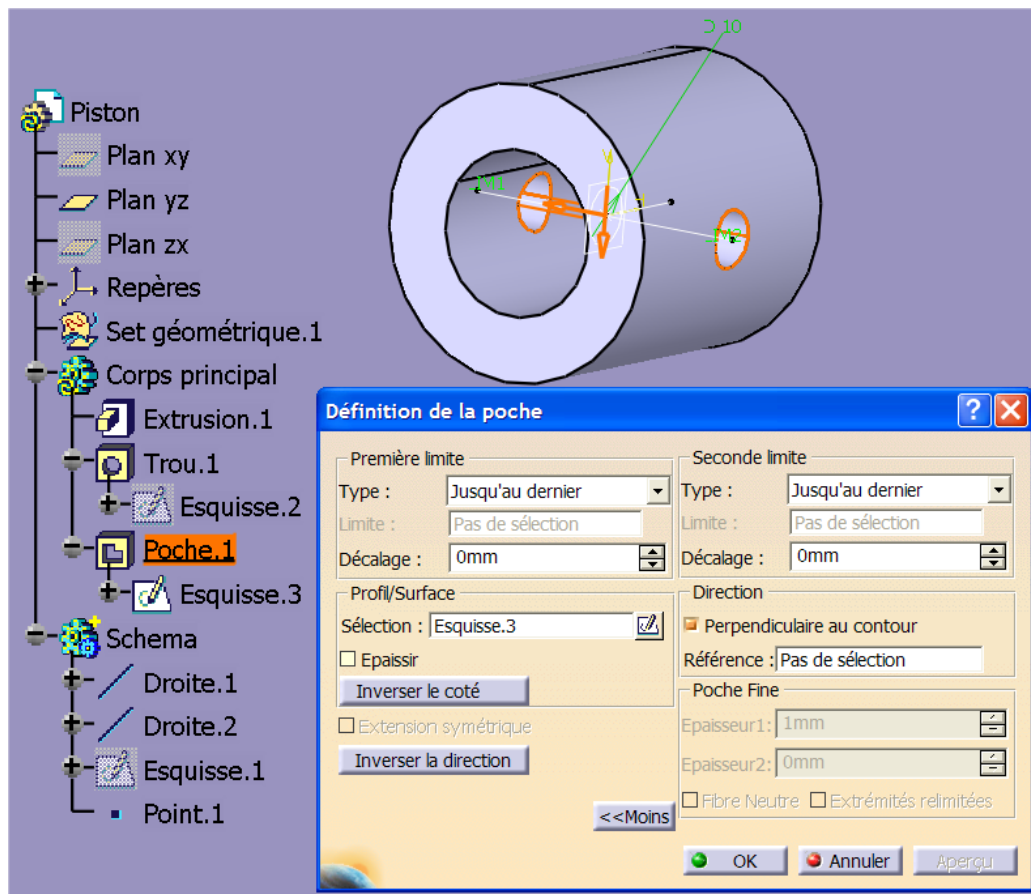 Piston
Plan xy
Plan yz
Plan zx
Repères
Set géométrique.1
Corps principal
Extrusion.1
Trou.1
Esquisse.2
Poche.1
Esquisse.3
Schema
Droite.1
Droite.2
Esquisse.1
Point.1
D 10
V
LM1
LM2
Définition de la poche
Première limite
Type :
Jusqu'au dernier
Limite :
Pas de sélection
Décalage :
0mm
Profil/Surface
Sélection :
Esquisse.3
Epaissir
Inverser le coté
Extension symétrique
Inverser la direction
<<Moins
Seconde limite
Type :
Jusqu'au dernier
Limite :
Pas de sélection
Décalage :
0mm
Direction
Perpendiculaire au contour
Référence :
Pas de sélection
Poche Fine
Epaisseur1:
1mm
Epaisseur2:
0mm
Fibre Neutre
Extrémités relimitées
OK
Annuler
Aperçu